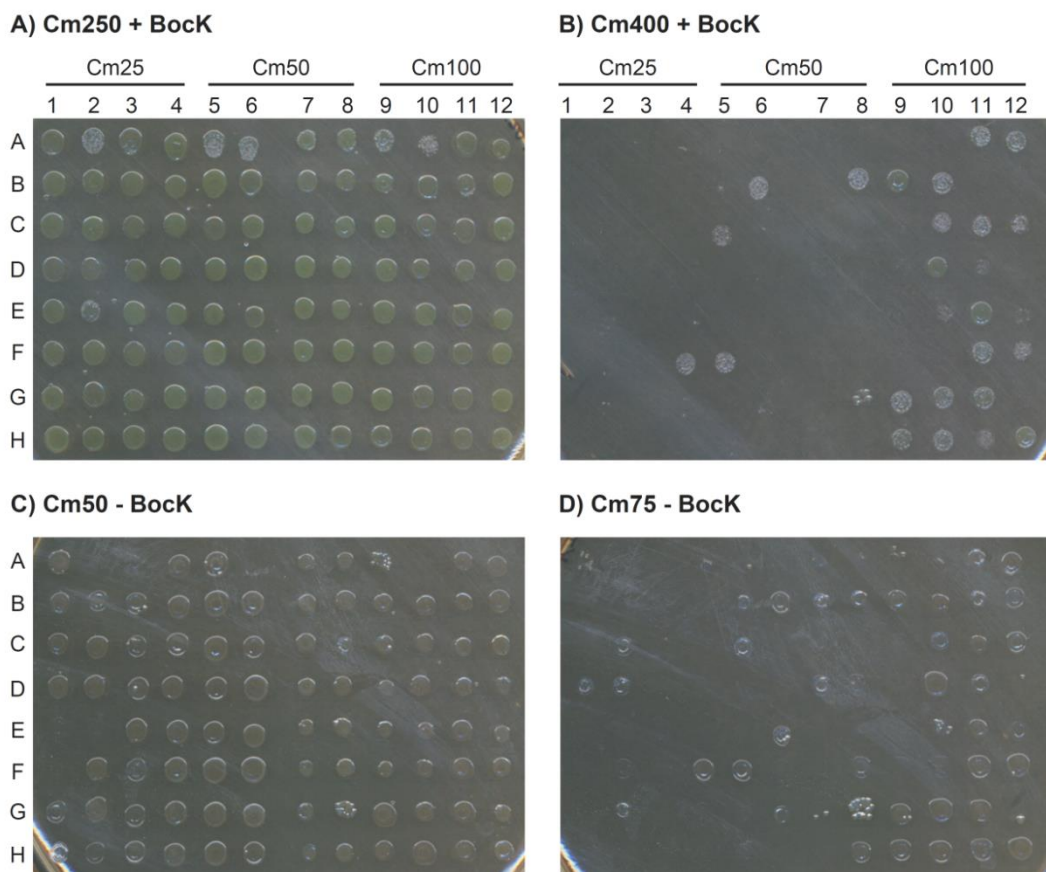 A) Cm250 + BocK
Cm25 Cm50 Cm100
1 2 3 4 5 6 7 8 9 10 11 12
A
B
C
D
E
F
G
H
B) Cm400 + BocK
Cm25 Cm50 Cm100
1 2 3 4 5 6 7 8 9 10 11 12
C) Cm50 - BocK
A
B
C
D
E
F
G
H
D) Cm75 - BocK